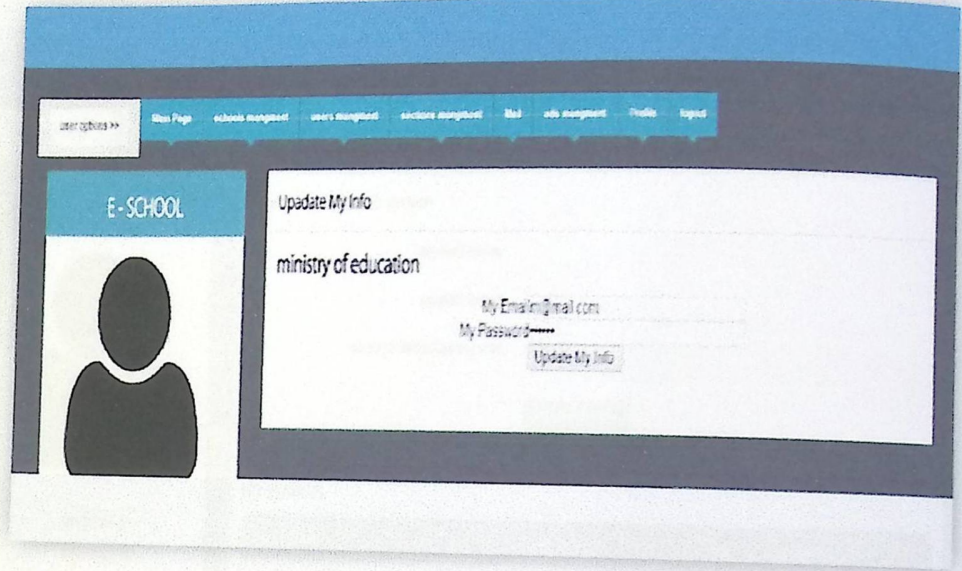 user options >>
Main Page schools mangment users mangment sections mangment Mail ads mangment Profile logout
E - SCHOOL
Upadate My Info
ministry of education
My Email m@mail.com
My Password ••••••
Update My Info